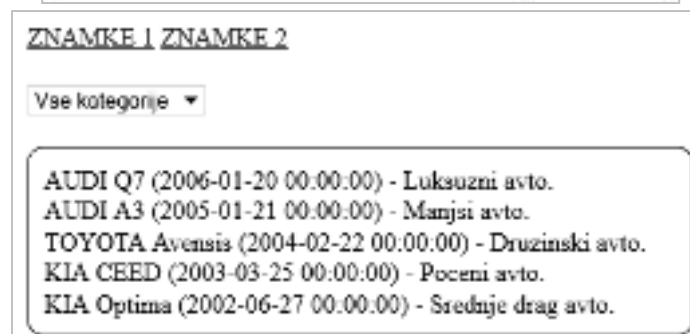 ZNAMKE 1 ZNAMKE 2
Vse kategorije
AUDI Q7 (2006-01-20 00:00:00) - Luksuzni avto.
AUDI A3 (2005-01-21 00:00:00) - Manjsi avto.
TOYOTA Avensis (2004-02-22 00:00:00) - Druzinski avto.
KIA CEED (2003-03-25 00:00:00) - Poceni avto.
KIA Optima (2002-06-27 00:00:00) - Srednje drag avto.